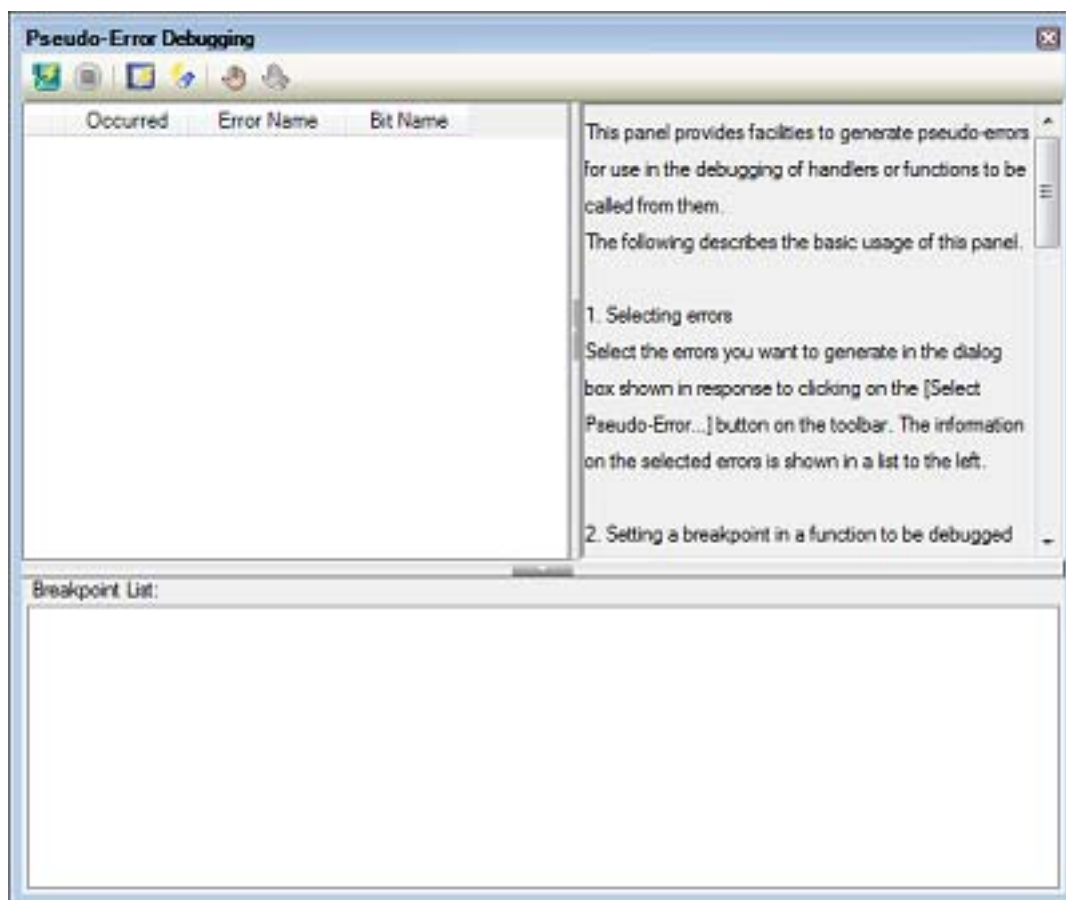 Pseudo-Error Debugging
Occurred Error Name Bit Name
This panel provides facilities to generate pseudo-errors
for use in the debugging of handlers or functions to be
called from them.
The following describes the basic usage of this panel.
1. Selecting errors
Select the errors you want to generate in the dialog
box shown in response to clicking on the [Select
Pseudo-Error...] button on the toolbar. The information
on the selected errors is shown in a list to the left.
2. Setting a breakpoint in a function to be debugged
Breakpoint List: